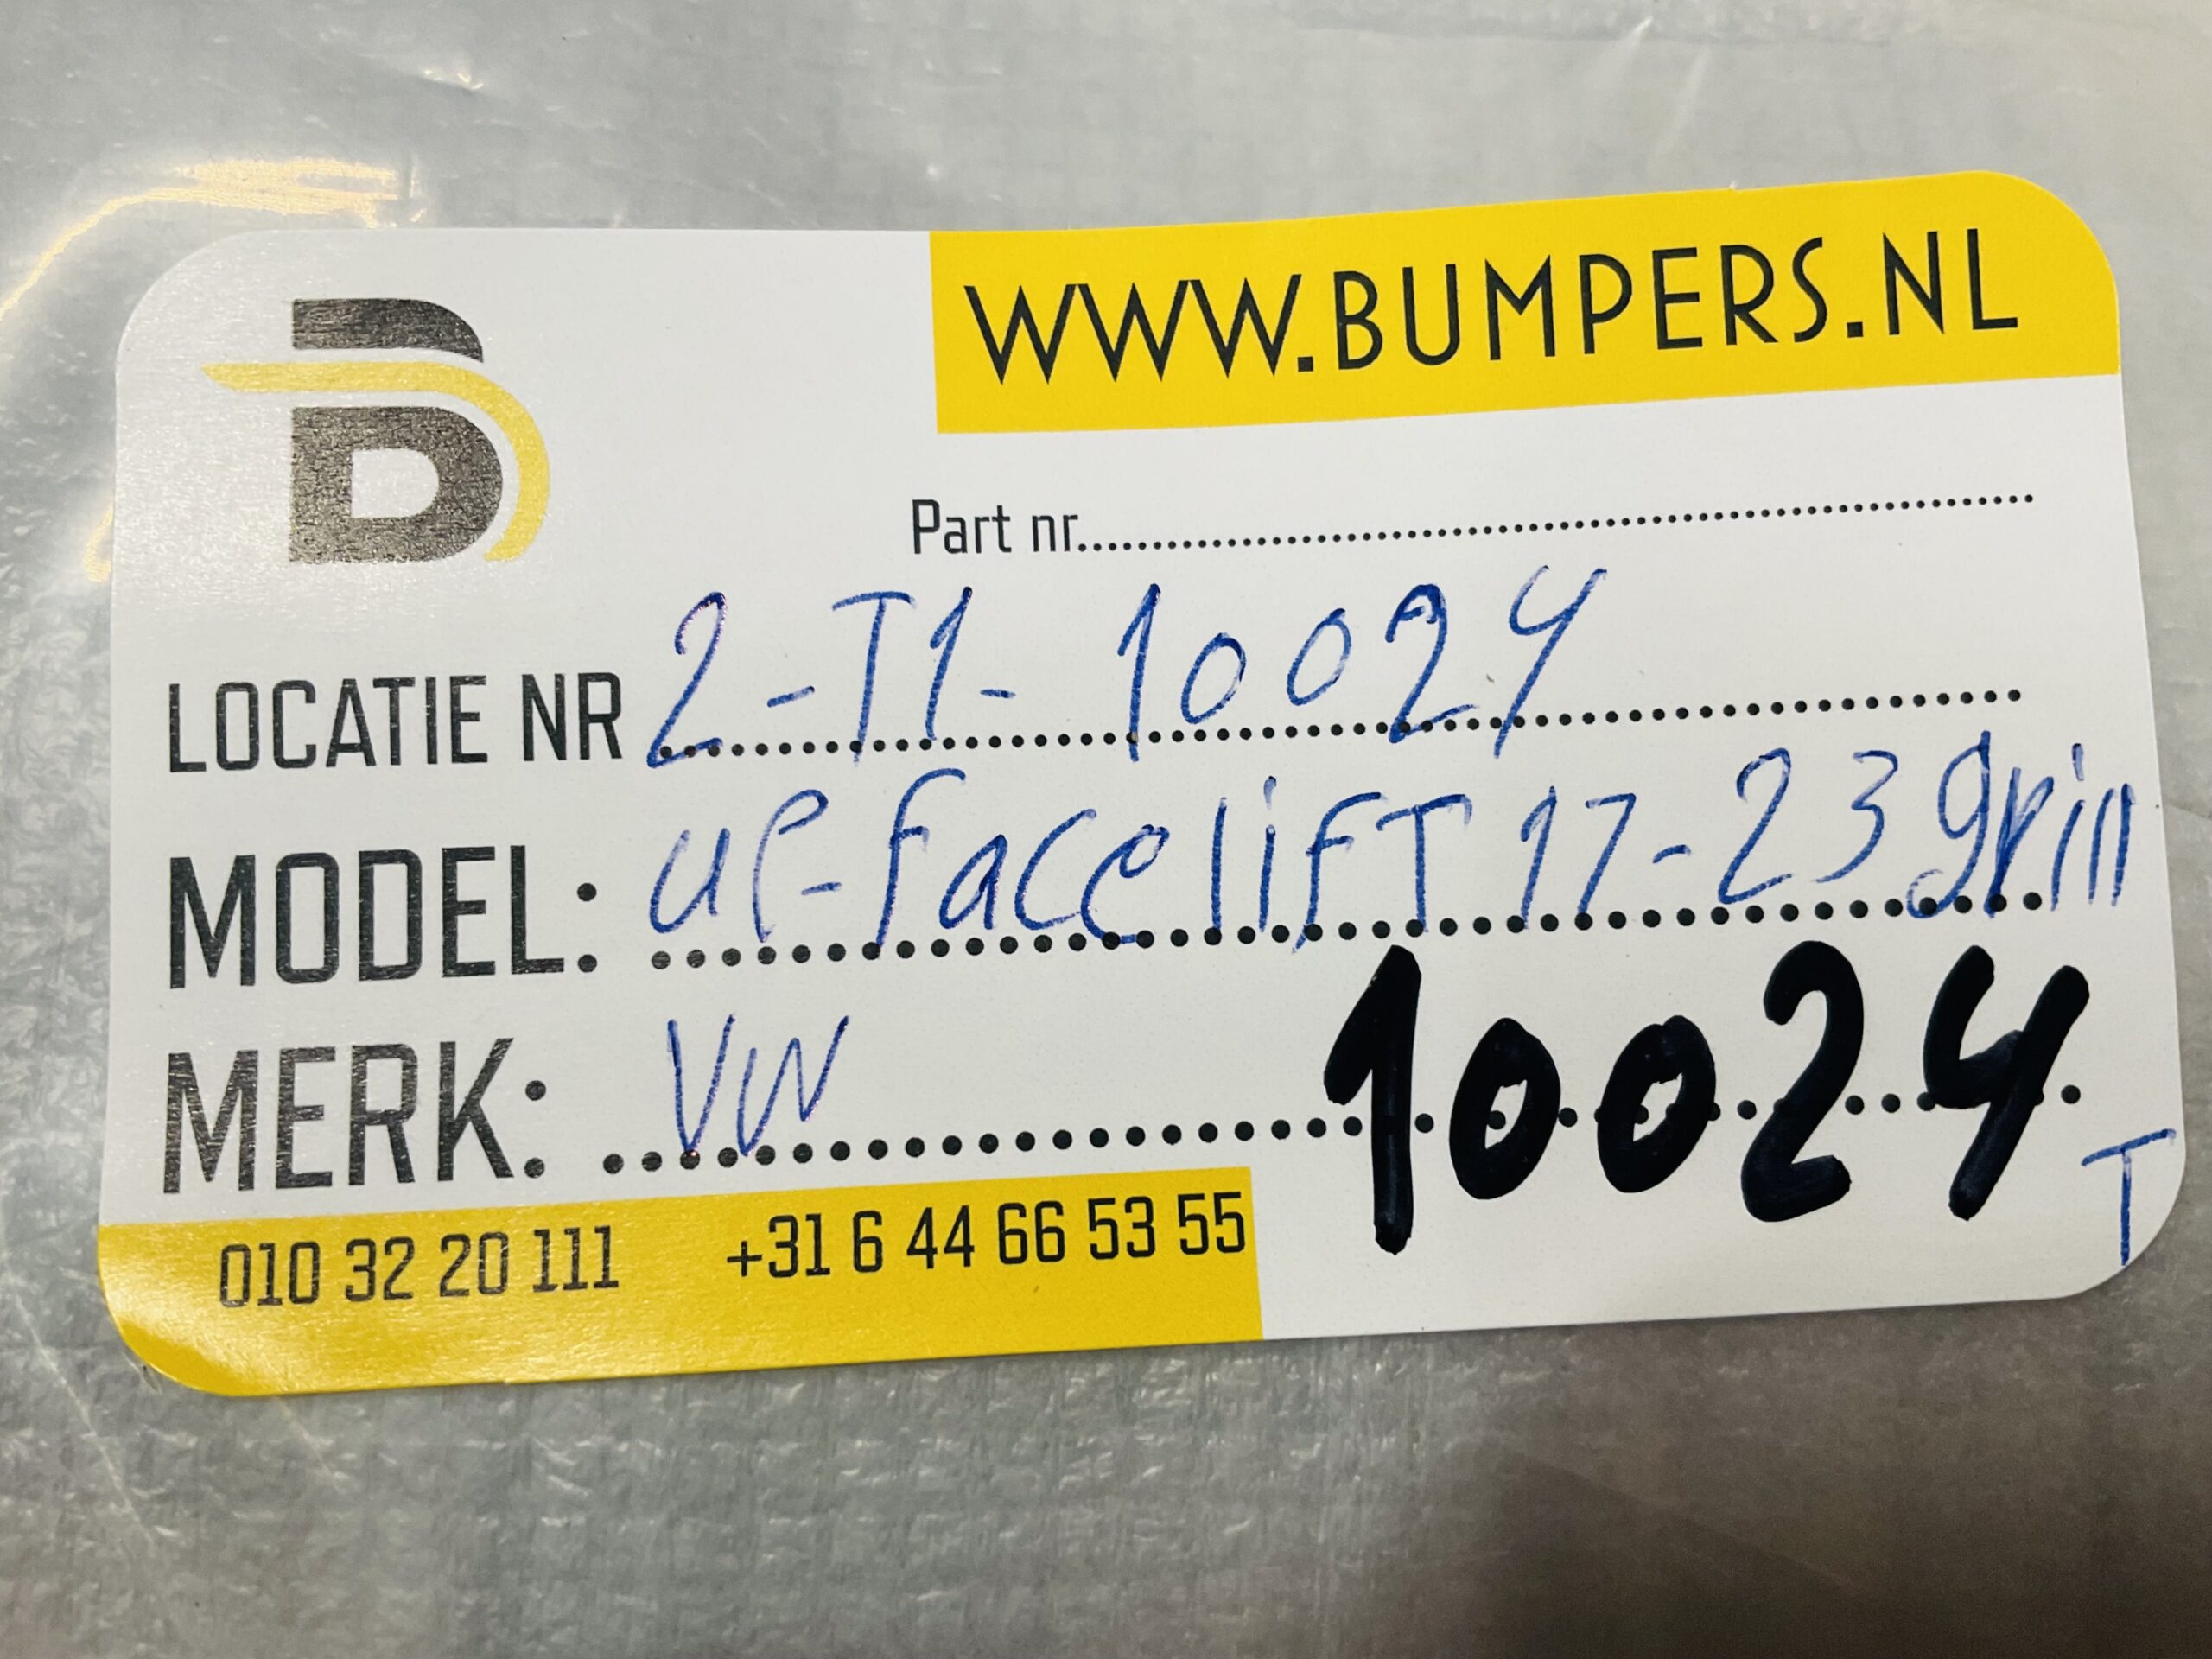 WWW.BUMPERS.NL
Part nr.............................................
LOCATIE NR 2-T1-10024
MODEL: UP-facelifT 17-23 grill
MERK: VW 10024
T
010 32 20 111 +31 6 44 66 53 55